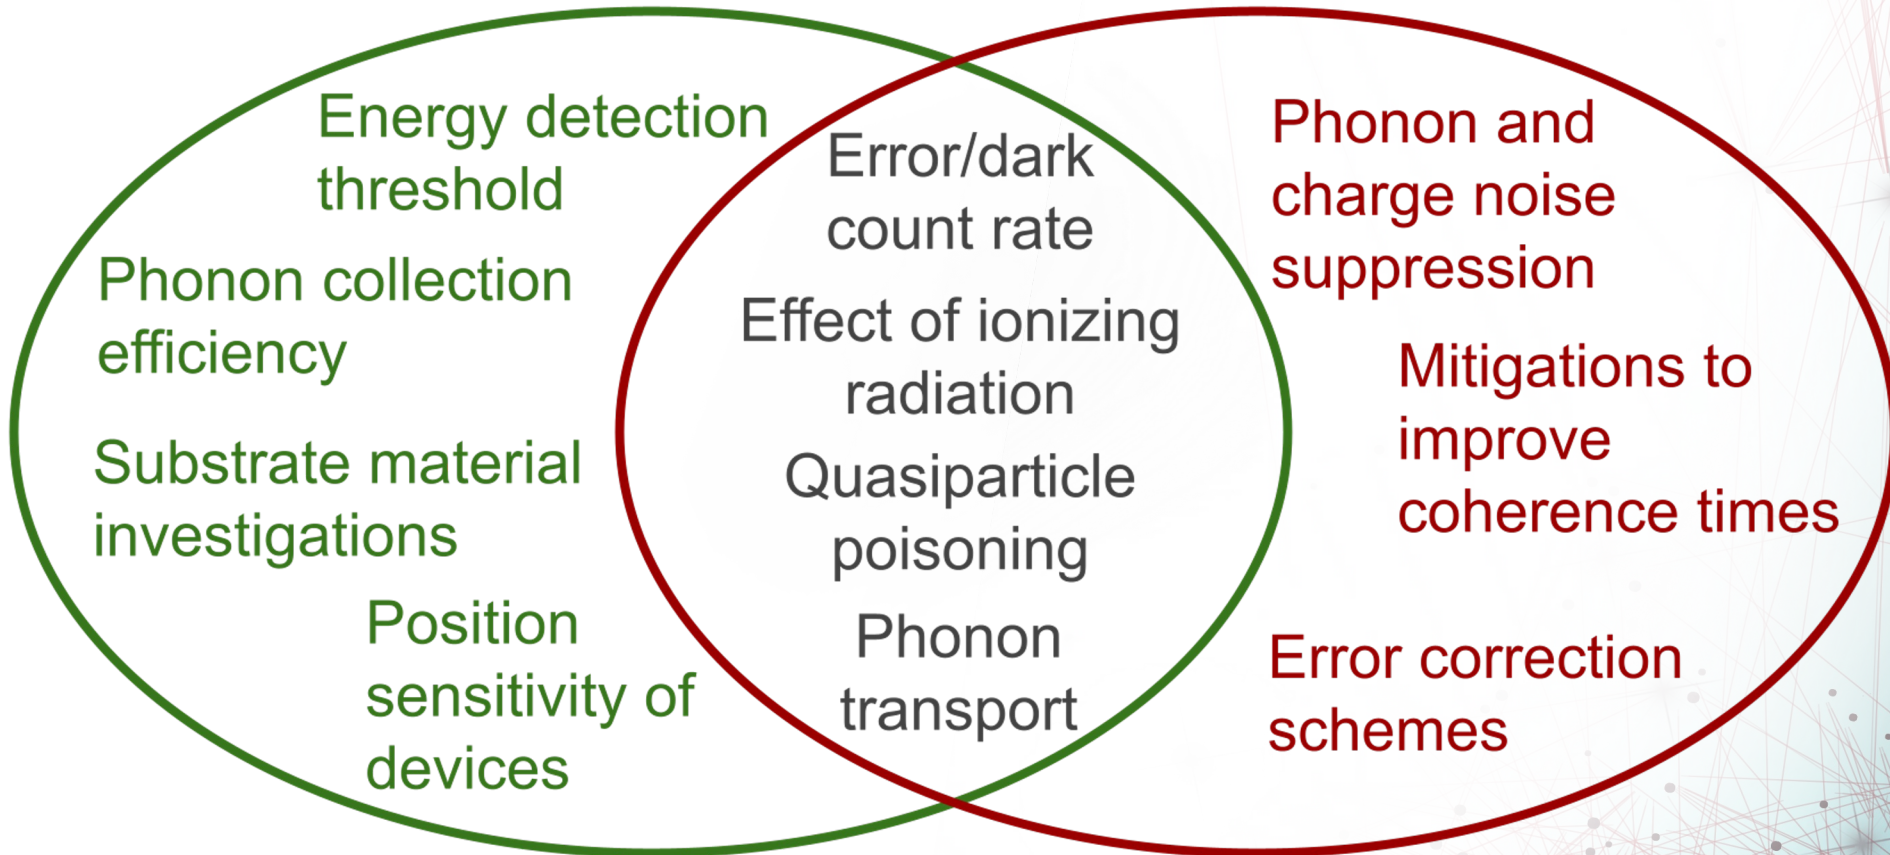 Energy detection
threshold
Phonon collection
efficiency
Substrate material
investigations
Position
sensitivity of
devices
Error/dark
count rate
Effect of ionizing
radiation
Quasiparticle
poisoning
Phonon
transport
Phonon and
charge noise
suppression
Mitigations to
improve
coherence times
Error correction
schemes